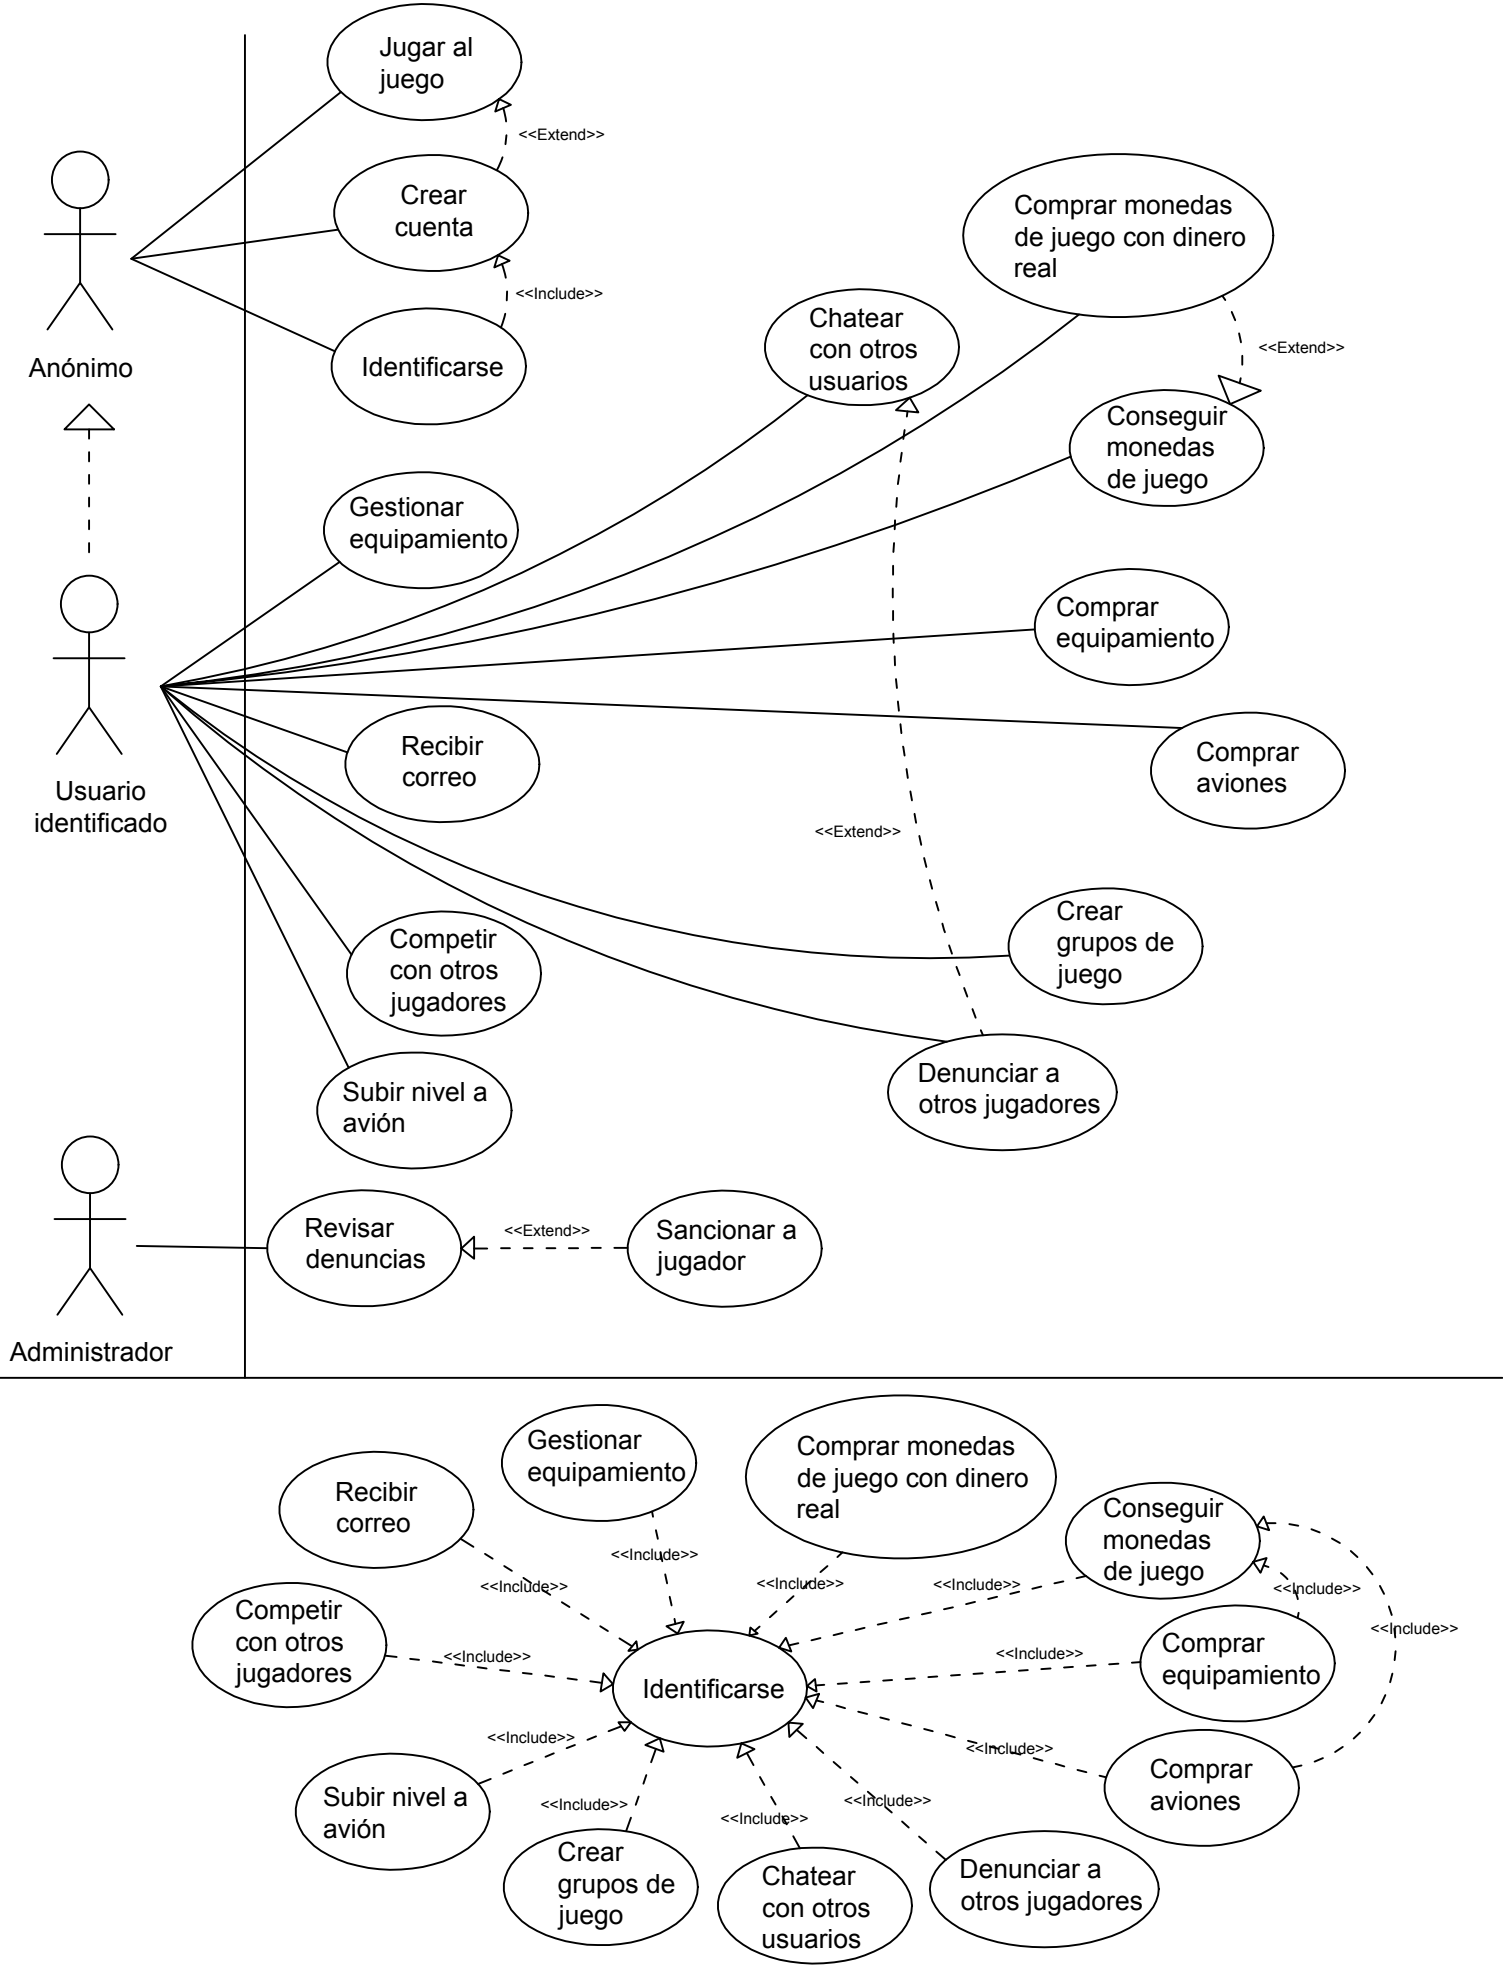 Jugar al
juego
<<Extend>>
Crear
cuenta
<<Include>>
Identificarse
Anónimo
Comprar monedas
de juego con dinero
real
<<Extend>>
Chatear
con otros
usuarios
Conseguir
monedas
de juego
Gestionar
equipamiento
Comprar
equipamiento
Usuario
identificado
Recibir
correo
Comprar
aviones
<<Extend>>
Crear
grupos de
juego
Competir
con otros
jugadores
Denunciar a
otros jugadores
Subir nivel a
avión
Revisar
denuncias
<<Extend>>
Sancionar a
jugador
Administrador
Gestionar
equipamiento
Comprar monedas
de juego con dinero
real
Recibir
correo
Conseguir
monedas
de juego
<<Include>>
<<Include>>
<<Include>>
<<Include>>
<<Include>>
Competir
con otros
jugadores
<<Include>>
<<Include>>
Comprar
equipamiento
<<Include>>
Identificarse
<<Include>>
<<Include>>
Comprar
aviones
Subir nivel a
avión
<<Include>>
<<Include>>
<<Include>>
Crear
grupos de
juego
Chatear
con otros
usuarios
Denunciar a
otros jugadores